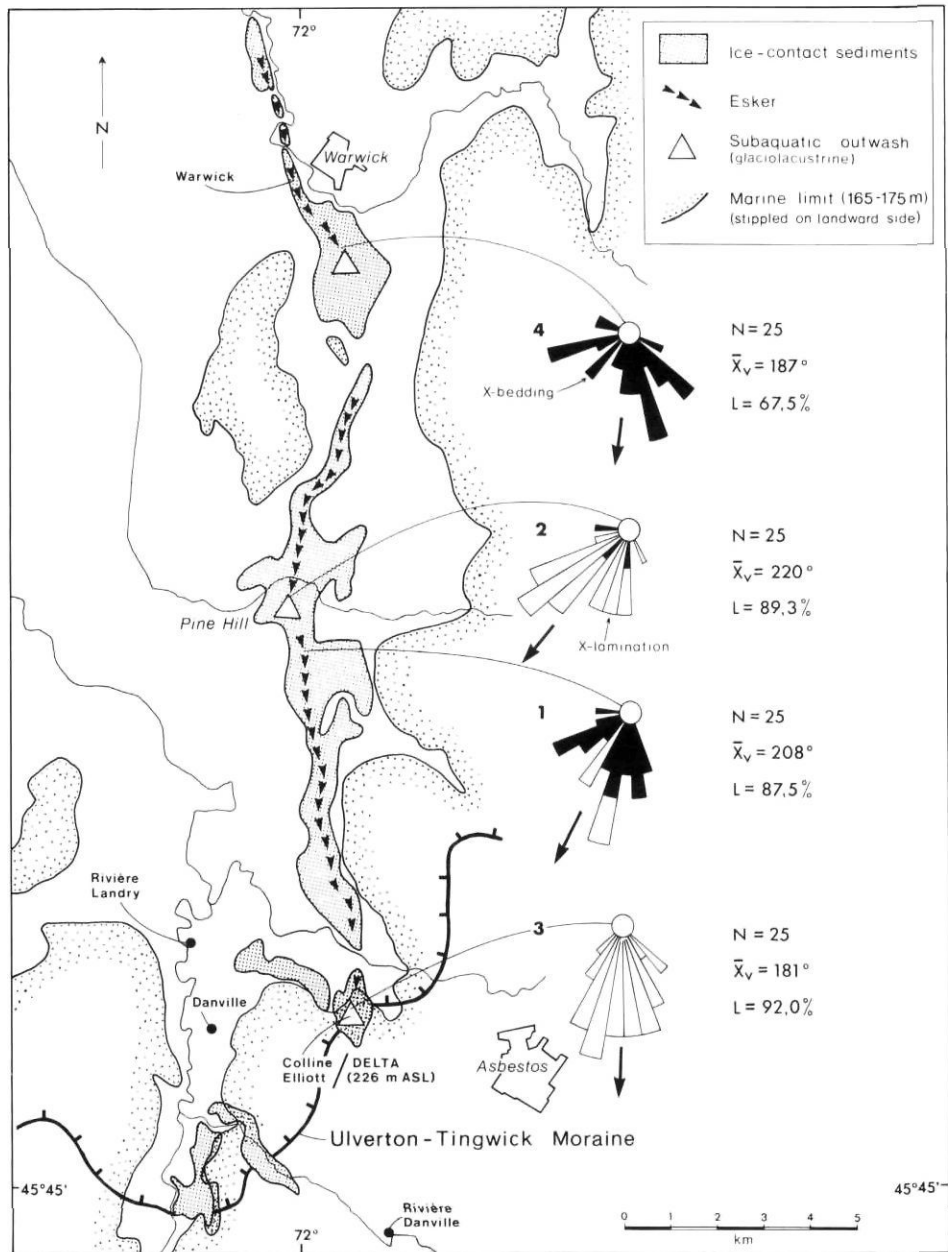 72°
N
Ice-contact sediments
Esker
Subaquatic outwash
(glaciolacustrine)
Marine limit (165-175m)
(stippled on landward side)
Warwick
Warwick
4
X-bedding
N = 25
X̄v = 187°
L = 67,5%
2
X-lamination
N = 25
X̄v = 220°
L = 89,3%
Pine Hill
1
N = 25
X̄v = 208°
L = 87,5%
Rivière
Landry
3
N = 25
X̄v = 181°
L = 92,0%
Danville
Colline
Elliott
DELTA
(226 m ASL)
Asbestos
Ulverton-Tingwick Moraine
45°45'
45°45'
72°
Rivière
Danville
0 1 2 3 4 5
km